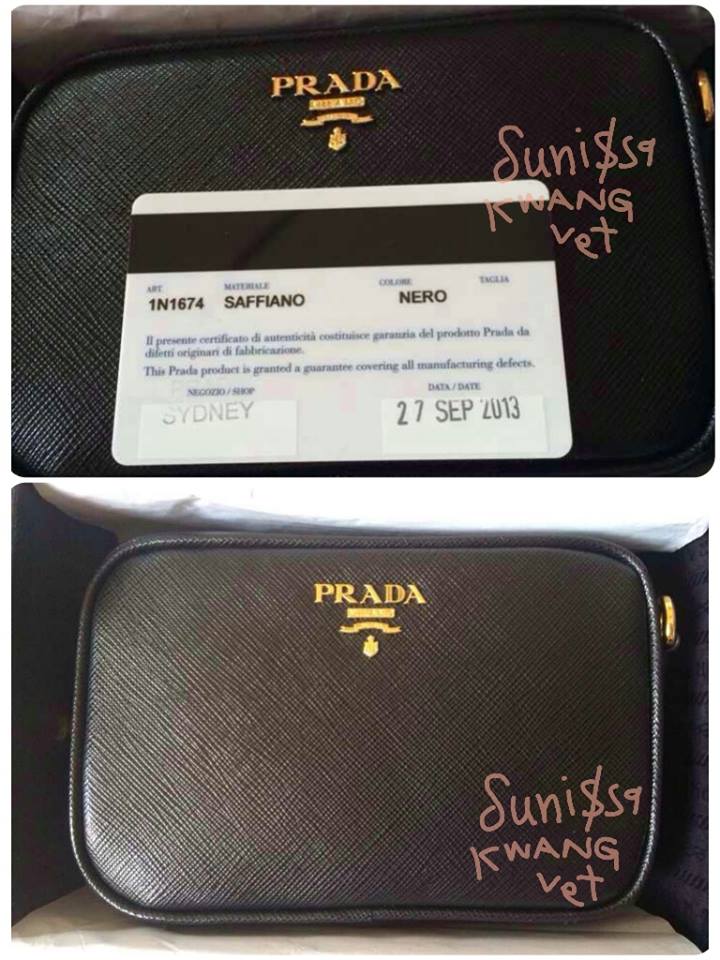 PRADA
suni$sa
KWANG
vet
ART. MATERIALE COLORE TAGLIA
1N1674 SAFFIANO NERO
Il presente certificato di autenticità costituisce garanzia del prodotto Prada da
difetti originari di fabbricazione.
This Prada product is granted a guarantee covering all manufacturing defects.
NEGOZIO / SHOP DATA / DATE
SYDNEY 27 SEP 2013
PRADA
suni$sa
KWANG
vet